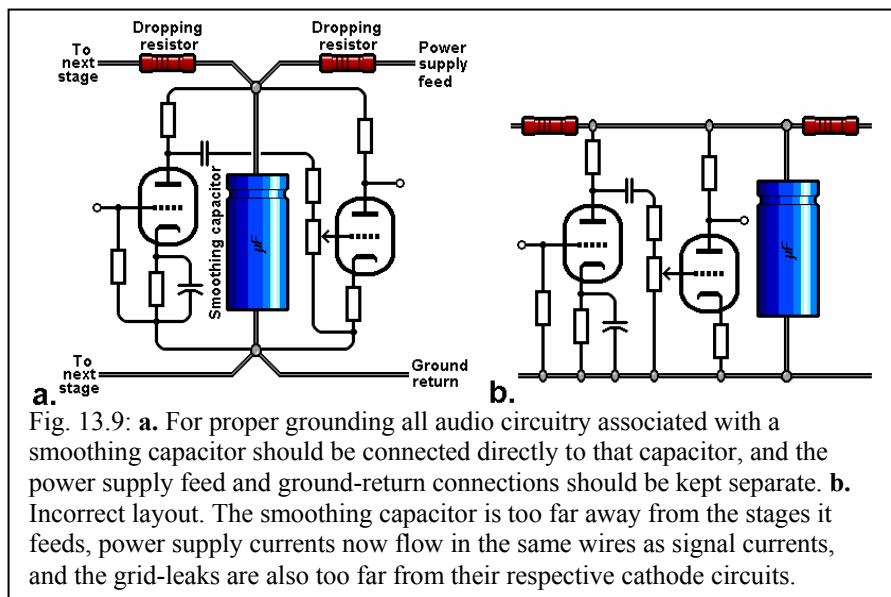 Dropping
resistor
Dropping
resistor
To
next
stage
Power
supply
feed
b.
Smoothing capacitor
µF
µF
To
next
stage
Ground
return
a.
b.
Fig. 13.9: a. For proper grounding all audio circuitry associated with a
smoothing capacitor should be connected directly to that capacitor, and the
power supply feed and ground-return connections should be kept separate. b.
Incorrect layout. The smoothing capacitor is too far away from the stages it
feeds, power supply currents now flow in the same wires as signal currents,
and the grid-leaks are also too far from their respective cathode circuits.